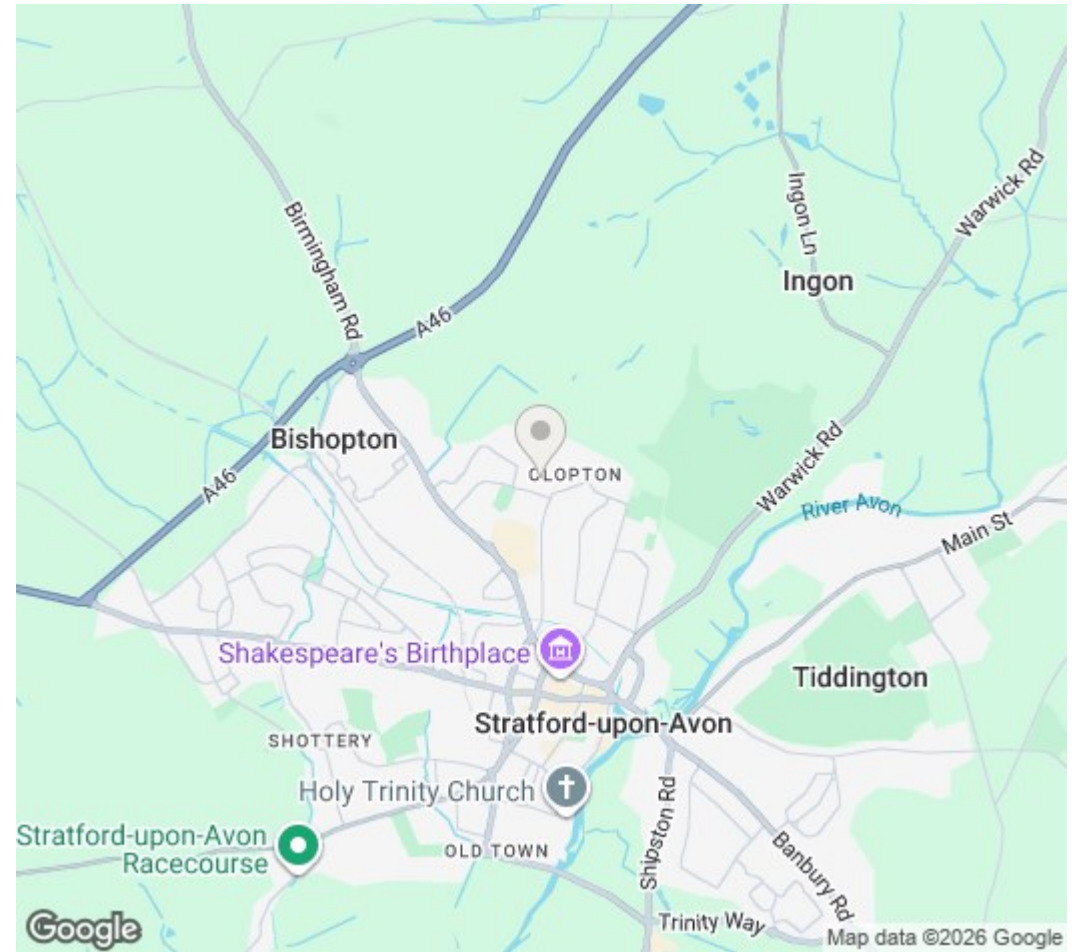 Warwick Rd
Ingon Ln
Ingon
Birmingham Rd
A46
Bishopton
CLOPTON
A46
Warwick Rd
River Avon
Main St
Shakespeare's Birthplace
Tiddington
Stratford-upon-Avon
SHOTTERY
Holy Trinity Church
Stratford-upon-Avon
Racecourse
OLD TOWN
Shipston Rd
Banbury Rd
Trinity Way
Google
Map data ©2026 Google